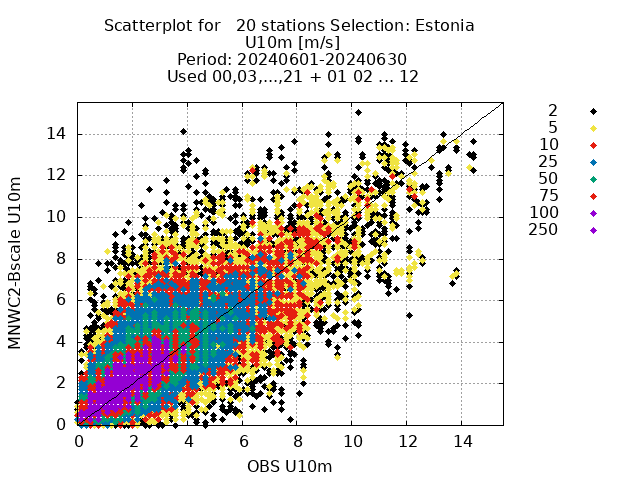 Scatterplot for   20 stations Selection: Estonia
U10m [m/s]
Period: 20240601-20240630
Used 00,03,...,21 + 01 02 ... 12
2
5
10
25
50
75
100
250
MNWC2-Bscale U10m
14
12
10
8
6
4
2
0
0 2 4 6 8 10 12 14
OBS U10m